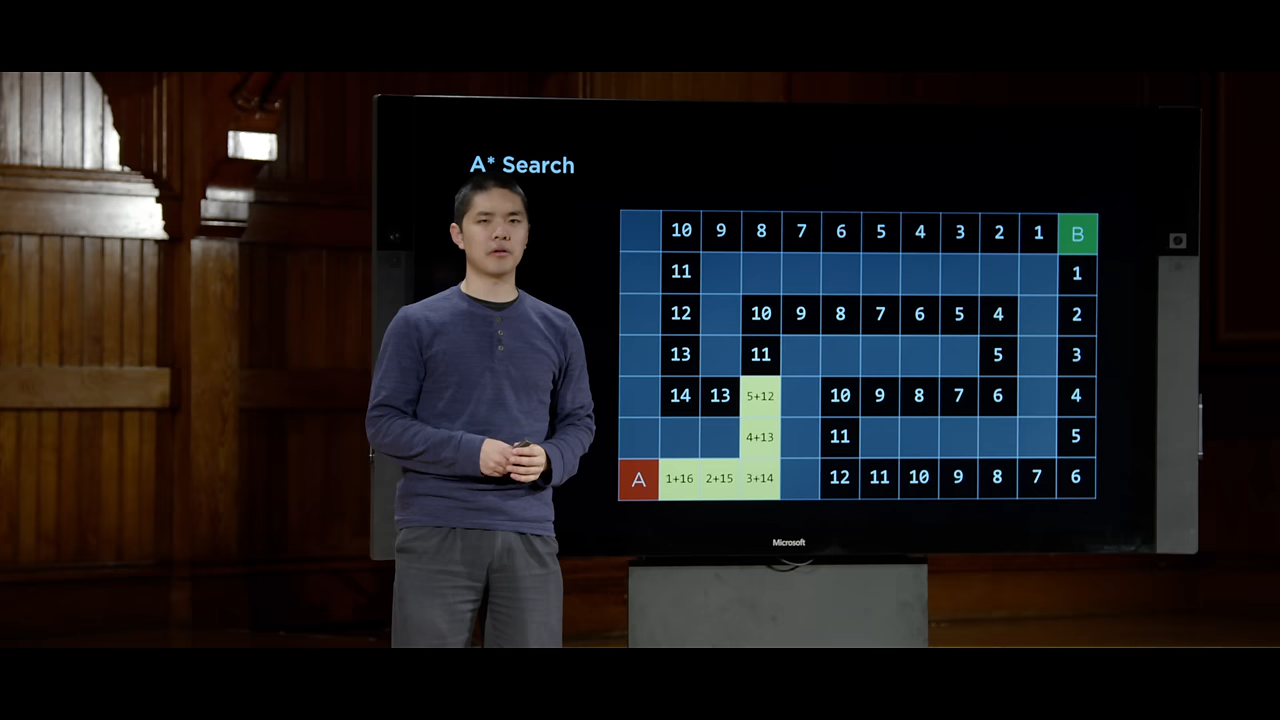 A* Search
10 9 8 7 6 5 4 3 2 1 B
11 1
12 10 9 8 7 6 5 4 2
13 11 5 3
14 13 5+12 10 9 8 7 6 4
4+13 11 5
A 1+16 2+15 3+14 12 11 10 9 8 7 6
Microsoft